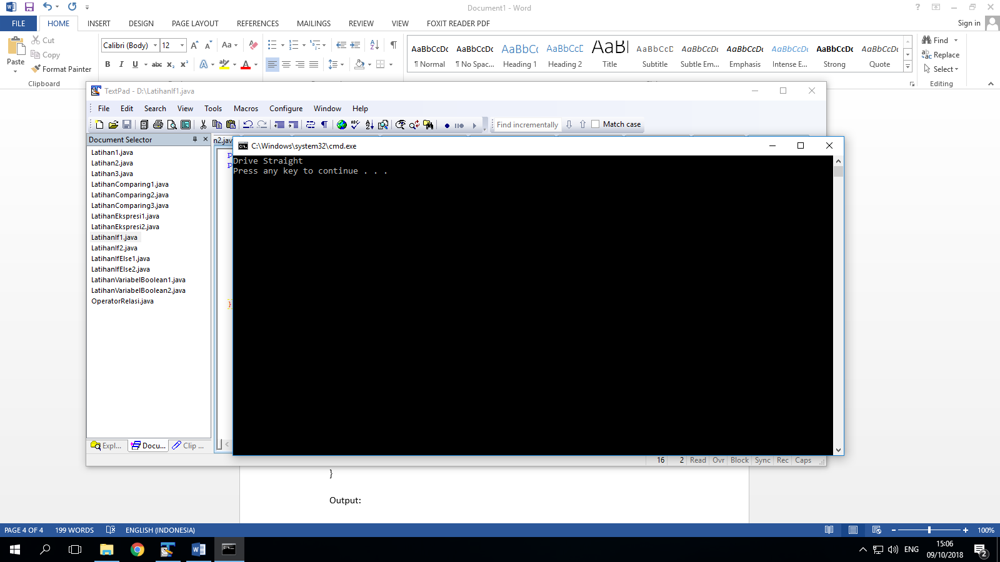 Document1 - Word
FILE HOME INSERT DESIGN PAGE LAYOUT REFERENCES MAILINGS REVIEW VIEW FOXIT READER PDF Sign in
Cut
Copy
Format Painter
Paste
Clipboard
Calibri (Body) 12
AaBbCcDc AaBbCcDc AaBbCc AaBbCcD AaBl AaBbCcD AaBbCcDc AaBbCcDc AaBbCcDc AaBbCcDc AaBbCcDc
¶ Normal ¶ No Spac... Heading 1 Heading 2 Title Subtitle Subtle Em... Emphasis Intense E... Strong Quote
Find
Replace
Select
Editing
TextPad - D:\LatihanIf1.java
File Edit Search View Tools Macros Configure Window Help
Find incrementally Match case
Document Selector
n2.jav
Latihan1.java
Latihan2.java
Latihan3.java
LatihanComparing1.java
LatihanComparing2.java
LatihanComparing3.java
LatihanEkspresi1.java
LatihanEkspresi2.java
LatihanIf1.java
LatihanIf2.java
LatihanIfElse1.java
LatihanIfElse2.java
LatihanVariabelBoolean1.java
LatihanVariabelBoolean2.java
OperatorRelasi.java
Expl... Docu... Clip ...
p
p
}
C:\Windows\system32\cmd.exe
Drive Straight
Press any key to continue . . .
16 2 Read Ovr Block Sync Rec Caps
}
Output:
PAGE 4 OF 4 199 WORDS ENGLISH (INDONESIA) 100%
ENG
15:06
09/10/2018
2